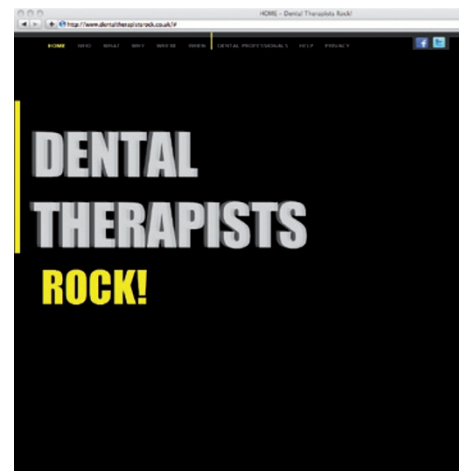 HOME - Dental Therapists Rock!
http://www.dentaltherapistsrock.co.uk/#
HOME WHO WHAT WHY WHERE WHEN DENTAL PROFESSIONALS HELP PRIVACY
DENTAL
THERAPISTS
ROCK!